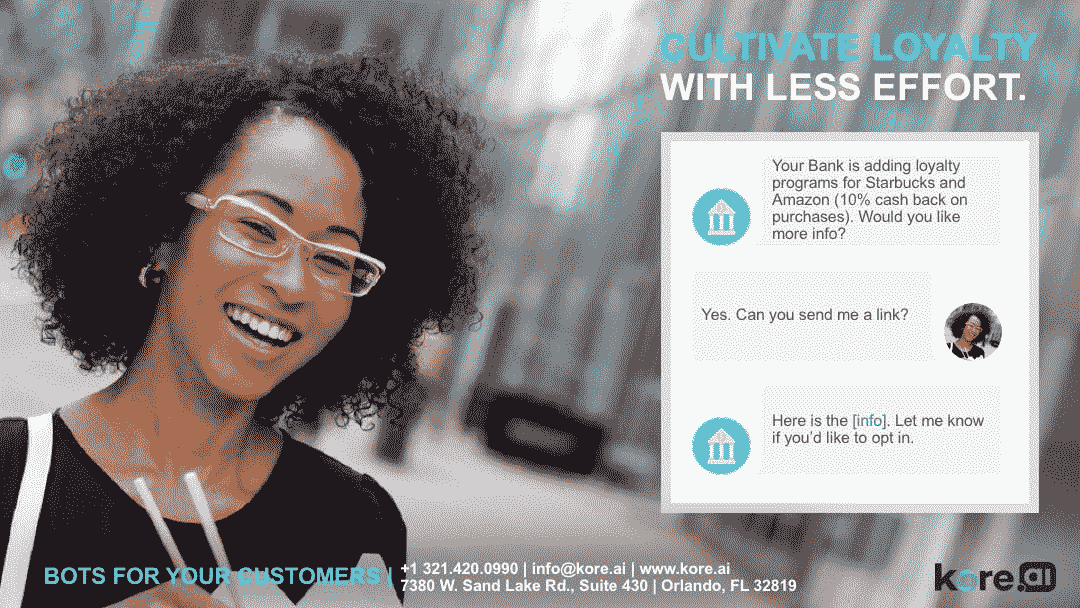 CULTIVATE LOYALTY
WITH LESS EFFORT.
Your Bank is adding loyalty
programs for Starbucks and
Amazon (10% cash back on
purchases). Would you like
more info?
Yes. Can you send me a link?
Here is the [info]. Let me know
if you'd like to opt in.
BOTS FOR YOUR CUSTOMERS |
+1 321.420.0990 | info@kore.ai | www.kore.ai
7380 W. Sand Lake Rd., Suite 430 | Orlando, FL 32819
kore.ai